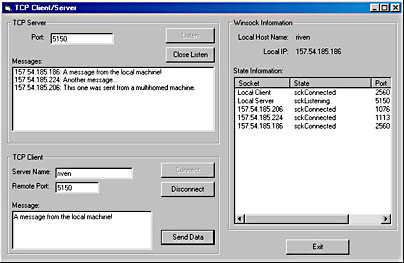 TCP Client/Server
TCP Server
Port: 5150
Listen
Close Listen
Messages:
157.54.185.186: A message from the local machine!
157.54.185.224: Another message...
157.54.185.206: This one was sent from a multihomed machine.
TCP Client
Server Name: riven
Connect
Remote Port: 5150
Disconnect
Message:
A message from the local machine!
Send Data
Winsock Information
Local Host Name: riven
Local IP: 157.54.185.186
State Information:
Socket State Port
Local Client sckConnected 2560
Local Server sckListening 5150
157.54.185.206 sckConnected 1076
157.54.185.224 sckConnected 1113
157.54.185.186 sckConnected 2560
Exit